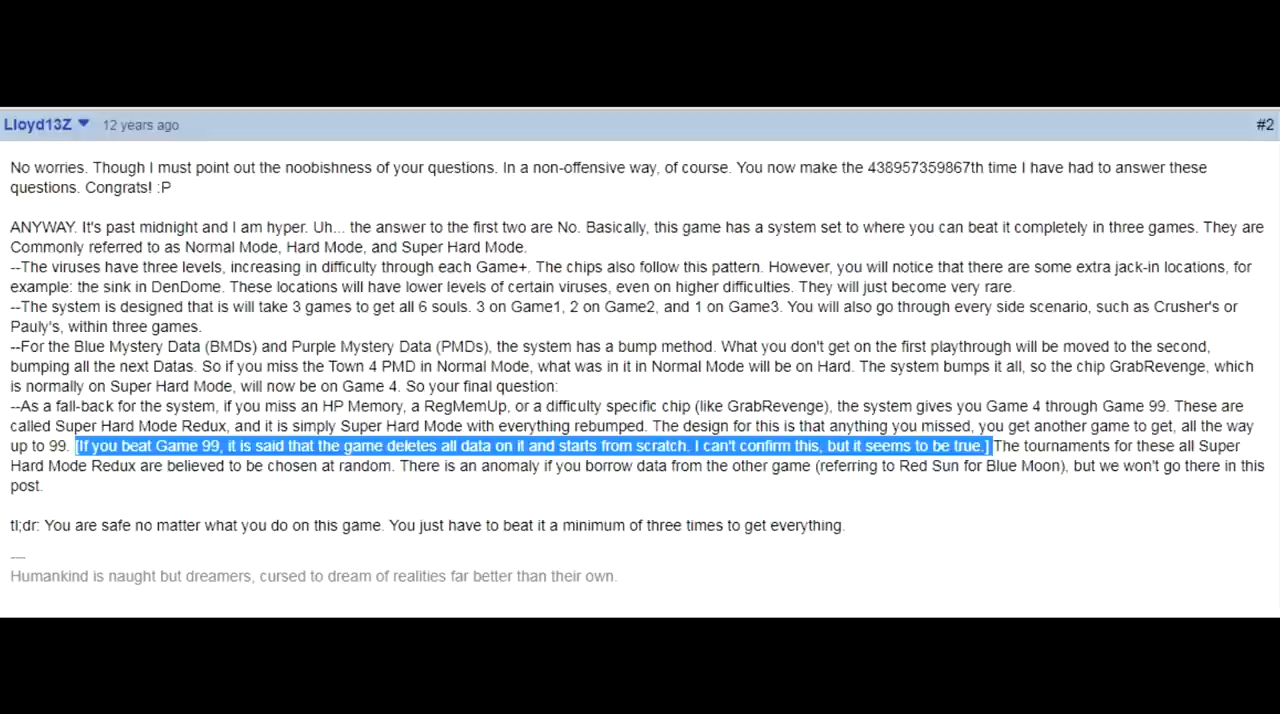 Lloyd13Z 12 years ago #2
No worries. Though I must point out the noobishness of your questions. In a non-offensive way, of course. You now make the 438957359867th time I have had to answer these
questions. Congrats! :P
ANYWAY. It's past midnight and I am hyper. Uh... the answer to the first two are No. Basically, this game has a system set to where you can beat it completely in three games. They are
Commonly referred to as Normal Mode, Hard Mode, and Super Hard Mode.
--The viruses have three levels, increasing in difficulty through each Game+. The chips also follow this pattern. However, you will notice that there are some extra jack-in locations, for
example: the sink in DenDome. These locations will have lower levels of certain viruses, even on higher difficulties. They will just become very rare.
--The system is designed that is will take 3 games to get all 6 souls. 3 on Game1, 2 on Game2, and 1 on Game3. You will also go through every side scenario, such as Crusher's or
Pauly's, within three games.
--For the Blue Mystery Data (BMDs) and Purple Mystery Data (PMDs), the system has a bump method. What you don't get on the first playthrough will be moved to the second,
bumping all the next Datas. So if you miss the Town 4 PMD in Normal Mode, what was in it in Normal Mode will be on Hard. The system bumps it all, so the chip GrabRevenge, which
is normally on Super Hard Mode, will now be on Game 4. So your final question:
--As a fall-back for the system, if you miss an HP Memory, a RegMemUp, or a difficulty specific chip (like GrabRevenge), the system gives you Game 4 through Game 99. These are
called Super Hard Mode Redux, and it is simply Super Hard Mode with everything rebumped. The design for this is that anything you missed, you get another game to get, all the way
up to 99. [If you beat Game 99, it is said that the game deletes all data on it and starts from scratch. I can't confirm this, but it seems to be true.] The tournaments for these all Super
Hard Mode Redux are believed to be chosen at random. There is an anomaly if you borrow data from the other game (referring to Red Sun for Blue Moon), but we won't go there in this
post.
tl;dr: You are safe no matter what you do on this game. You just have to beat it a minimum of three times to get everything.
---
Humankind is naught but dreamers, cursed to dream of realities far better than their own.